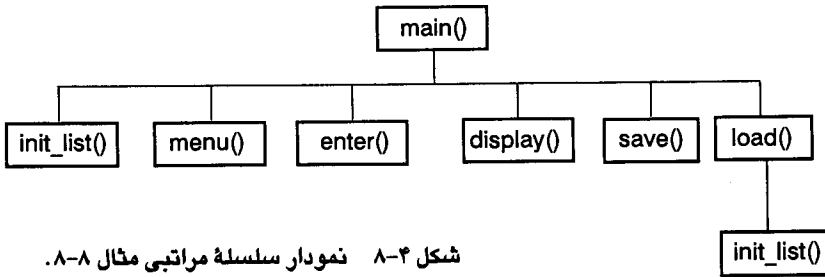 main()
init_list() menu() enter() display() save() load()
init_list()
شکل ۴-۸ نمودار سلسلهٔ مراتبی مثال ۸-۸.